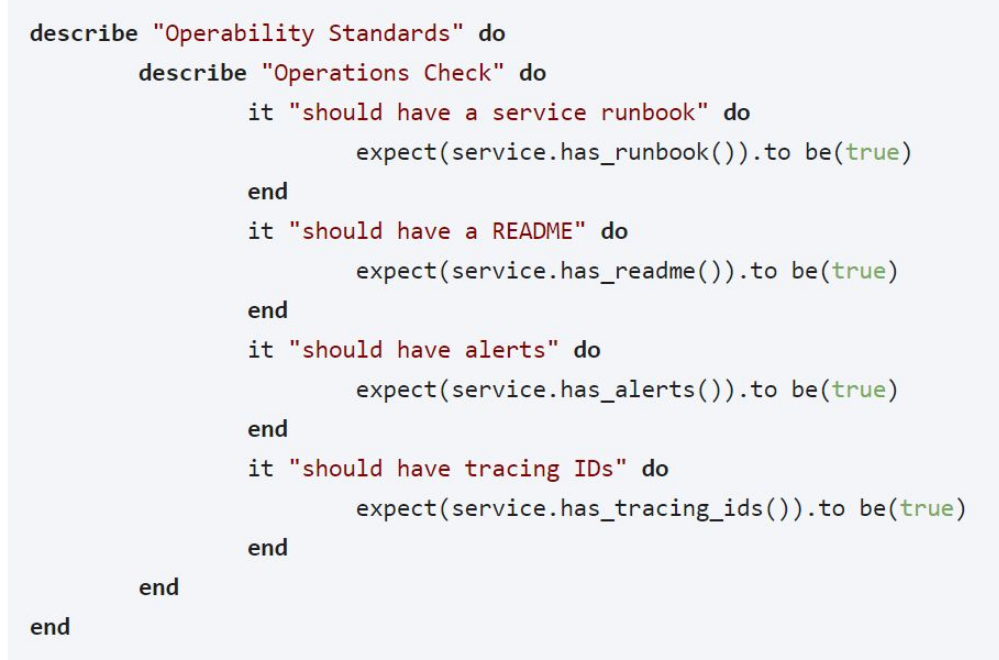 describe "Operability Standards" do
        describe "Operations Check" do
                it "should have a service runbook" do
                        expect(service.has_runbook()).to be(true)
                end
                it "should have a README" do
                        expect(service.has_readme()).to be(true)
                end
                it "should have alerts" do
                        expect(service.has_alerts()).to be(true)
                end
                it "should have tracing IDs" do
                        expect(service.has_tracing_ids()).to be(true)
                end
        end
end